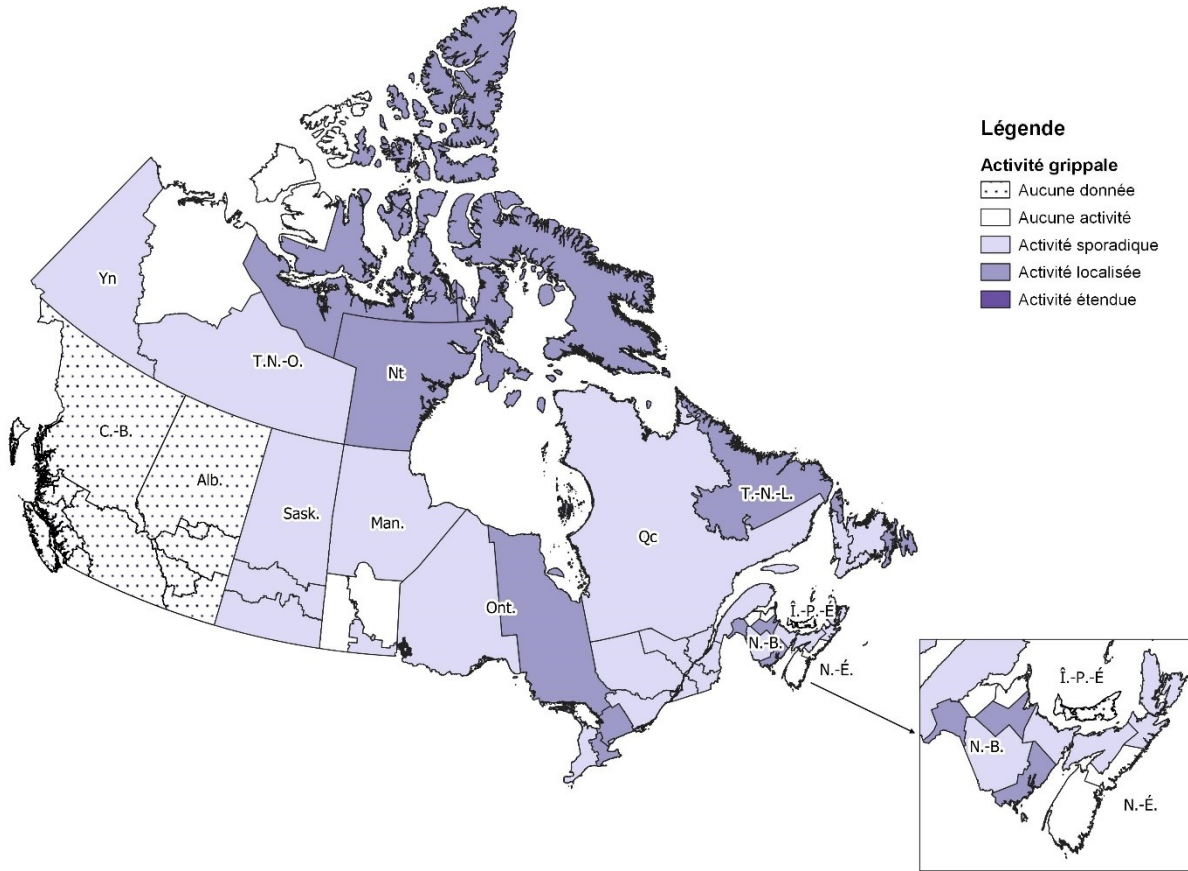 Légende
Activité grippale
Aucune donnée
Aucune activité
Activité sporadique
Activité localisée
Activité étendue
Yn
T.N.-O.
Nt
C.-B.
Alb.
Sask.
Man.
Ont.
Qc
T.-N.-L.
Î.-P.-É
N.-B.
N.-É.
Î.-P.-É
N.-B.
N.-É.